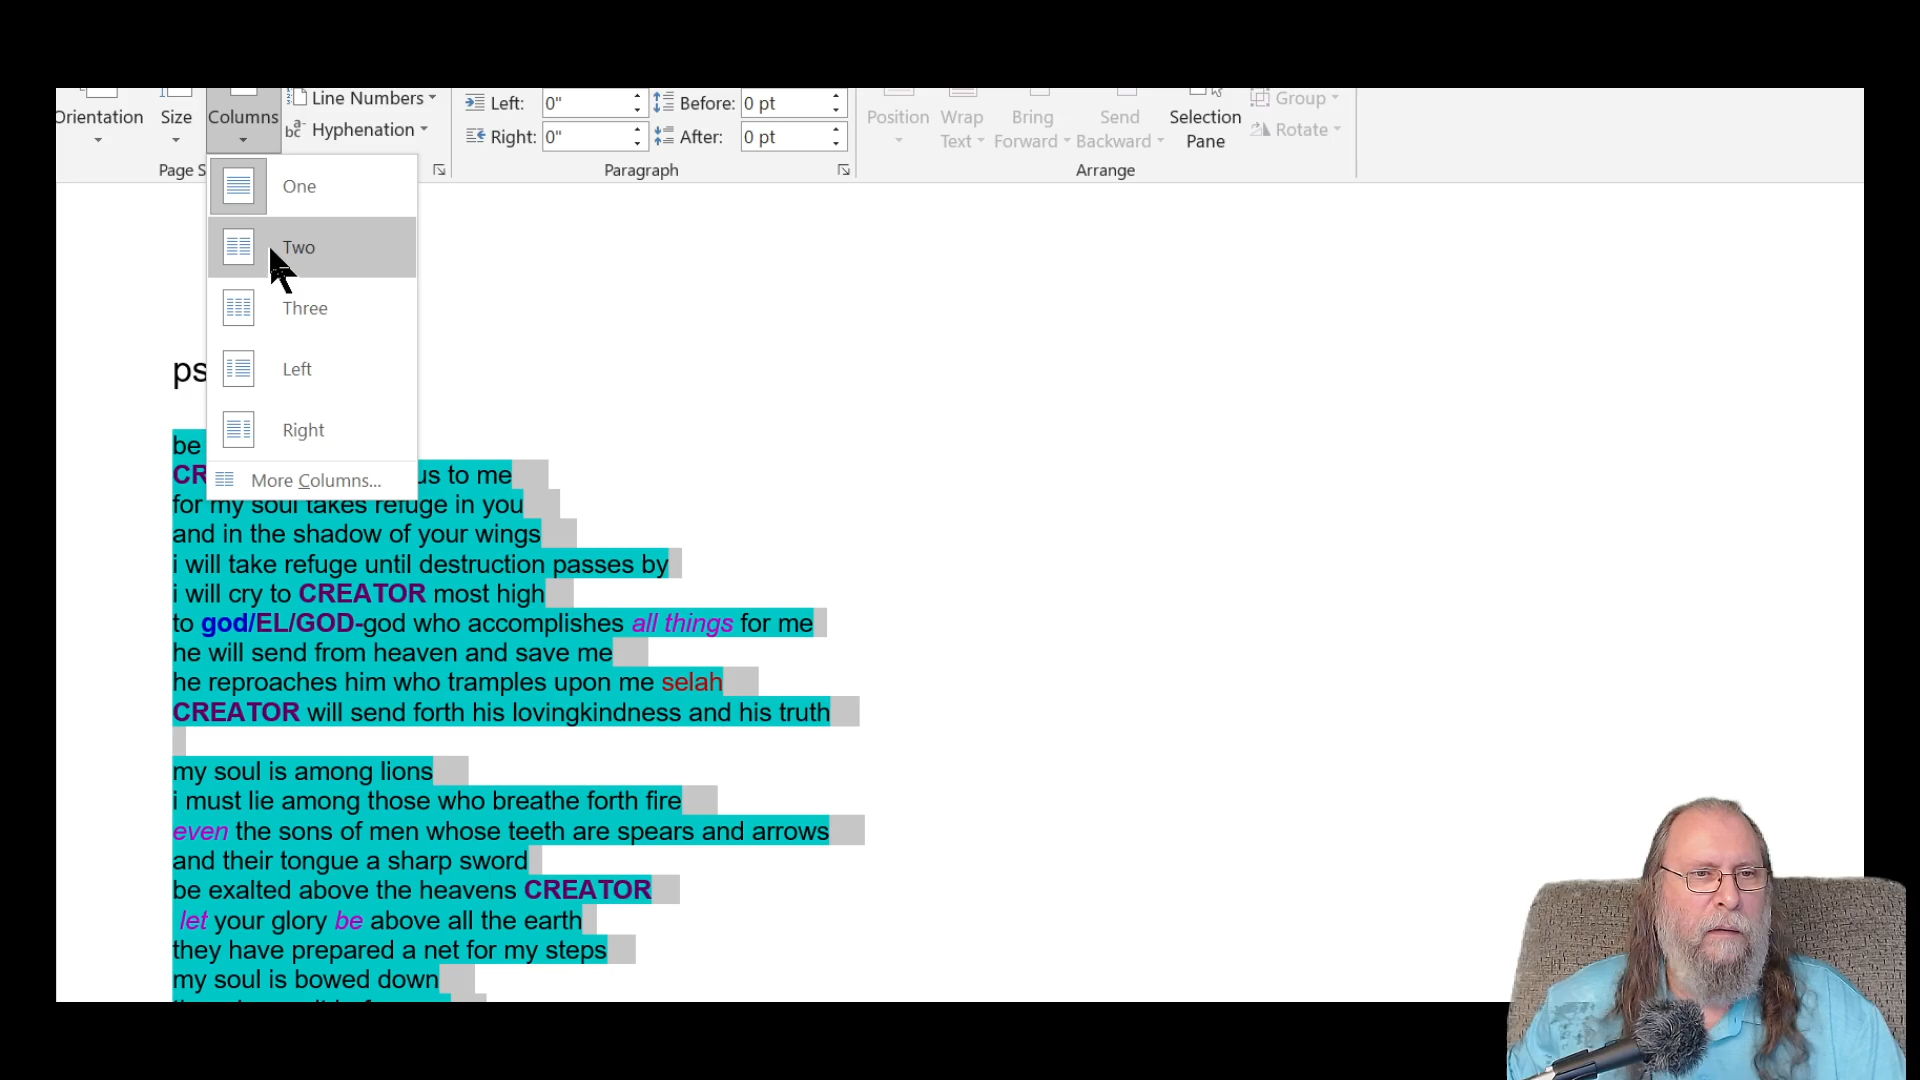 Orientation Size Columns Line Numbers Left: 0" Before: 0 pt Position Wrap Text Bring Forward Send Backward Selection Pane Group
Hyphenation Right: 0" After: 0 pt Rotate
Page S Paragraph Arrange
One
Two
Three
Left
Right
More Columns...
ps
be
CR us to me
for my soul takes refuge in you
and in the shadow of your wings
i will take refuge until destruction passes by
i will cry to CREATOR most high
to god/EL/GOD-god who accomplishes all things for me
he will send from heaven and save me
he reproaches him who tramples upon me selah
CREATOR will send forth his lovingkindness and his truth
my soul is among lions
i must lie among those who breathe forth fire
even the sons of men whose teeth are spears and arrows
and their tongue a sharp sword
be exalted above the heavens CREATOR
let your glory be above all the earth
they have prepared a net for my steps
my soul is bowed down